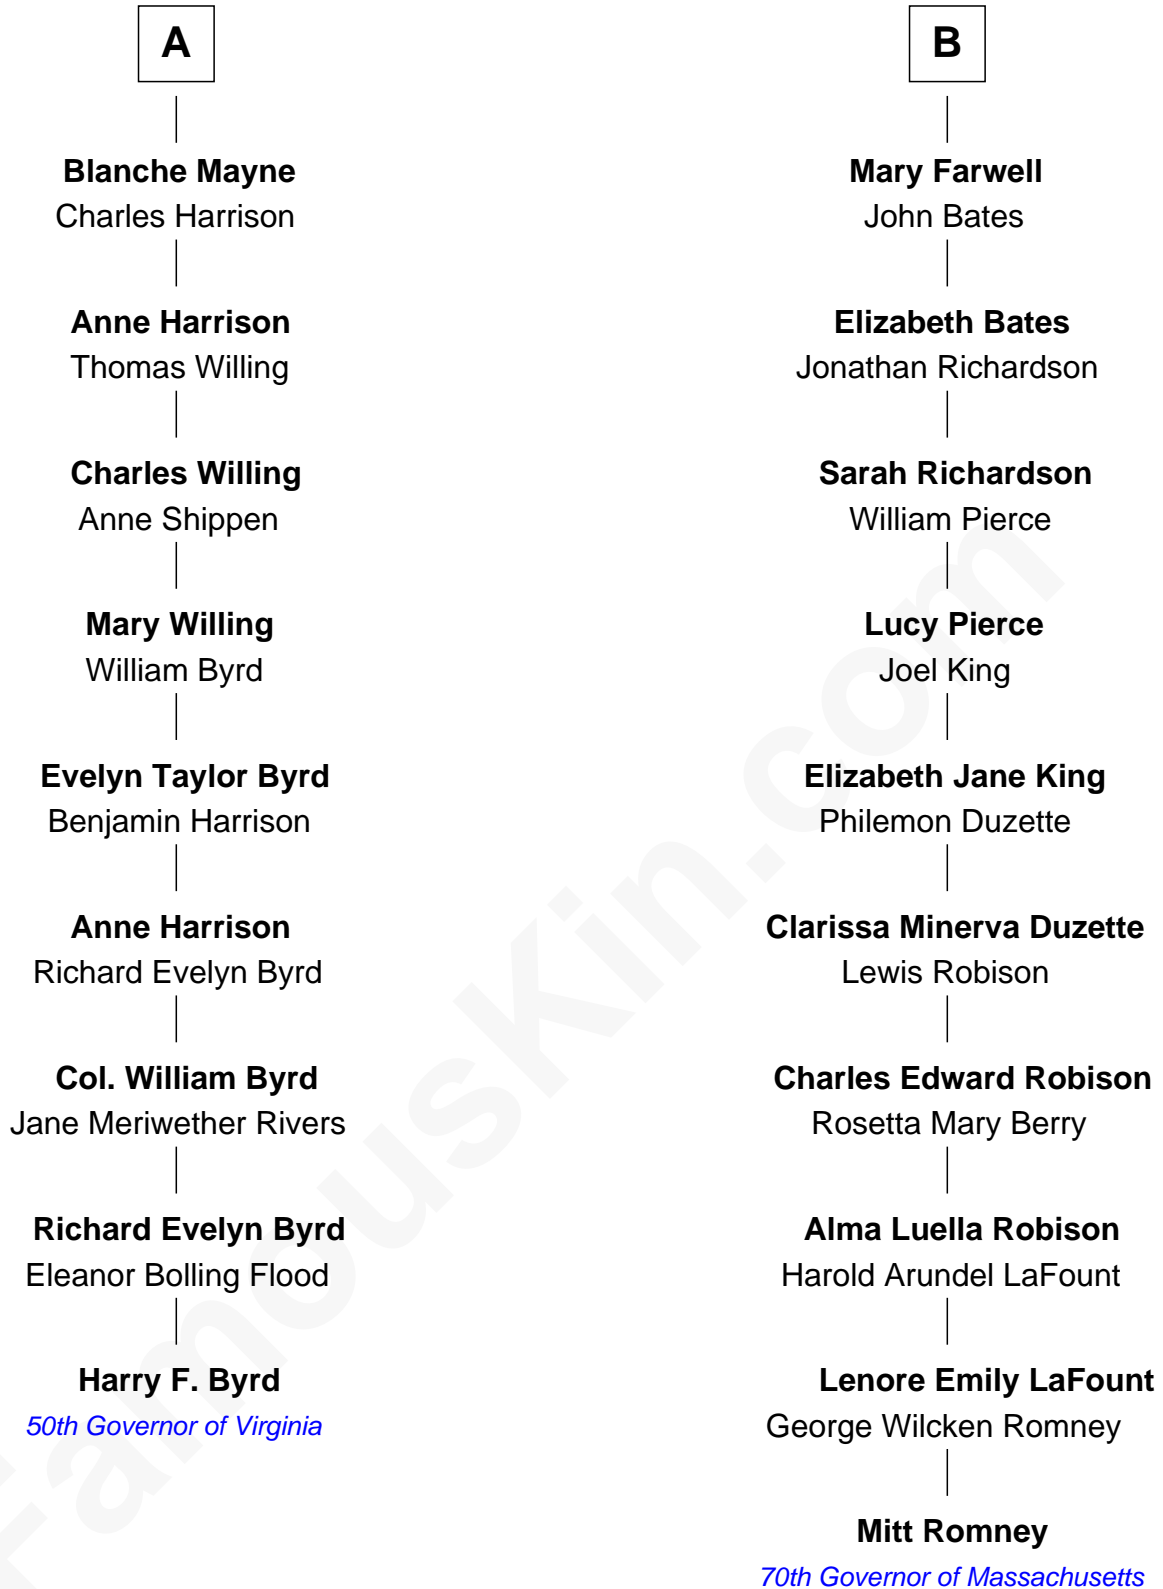 A
Blanche Mayne
Charles Harrison
Anne Harrison
Thomas Willing
Charles Willing
Anne Shippen
Mary Willing
William Byrd
Evelyn Taylor Byrd
Benjamin Harrison
Anne Harrison
Richard Evelyn Byrd
Col. William Byrd
Jane Meriwether Rivers
Richard Evelyn Byrd
Eleanor Bolling Flood
Harry F. Byrd
50th Governor of Virginia
B
Mary Farwell
John Bates
Elizabeth Bates
Jonathan Richardson
Sarah Richardson
William Pierce
Lucy Pierce
Joel King
Elizabeth Jane King
Philemon Duzette
Clarissa Minerva Duzette
Lewis Robison
Charles Edward Robison
Rosetta Mary Berry
Alma Luella Robison
Harold Arundel LaFount
Lenore Emily LaFount
George Wilcken Romney
Mitt Romney
70th Governor of Massachusetts
FamousKin.com